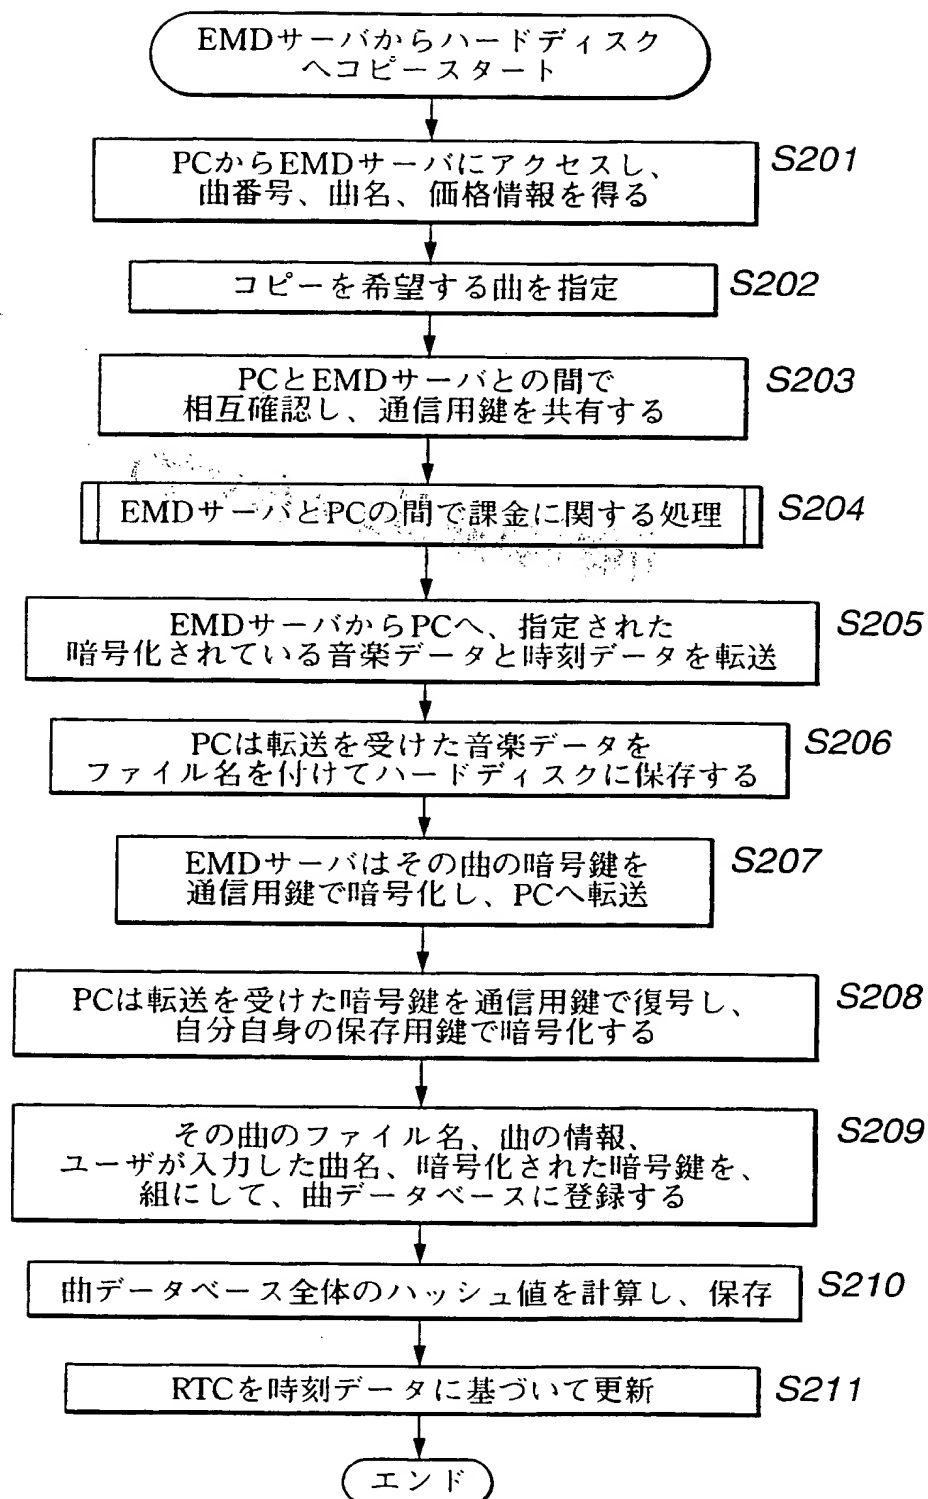 EMDサーバからハードディスク
へコピースタート
PCからEMDサーバにアクセスし、
曲番号、曲名、価格情報を得る
S201
コピーを希望する曲を指定
S202
PCとEMDサーバとの間で
相互確認し、通信用鍵を共有する
S203
EMDサーバとPCの間で課金に関する処理
S204
EMDサーバからPCへ、指定された
暗号化されている音楽データと時刻データを転送
S205
PCは転送を受けた音楽データを
ファイル名を付けてハードディスクに保存する
S206
EMDサーバはその曲の暗号鍵を
通信用鍵で暗号化し、PCへ転送
S207
PCは転送を受けた暗号鍵を通信用鍵で復号し、
自分自身の保存用鍵で暗号化する
S208
その曲のファイル名、曲の情報、
ユーザが入力した曲名、暗号化された暗号鍵を、
組にして、曲データベースに登録する
S209
曲データベース全体のハッシュ値を計算し、保存
S210
RTCを時刻データに基づいて更新
S211
エンド